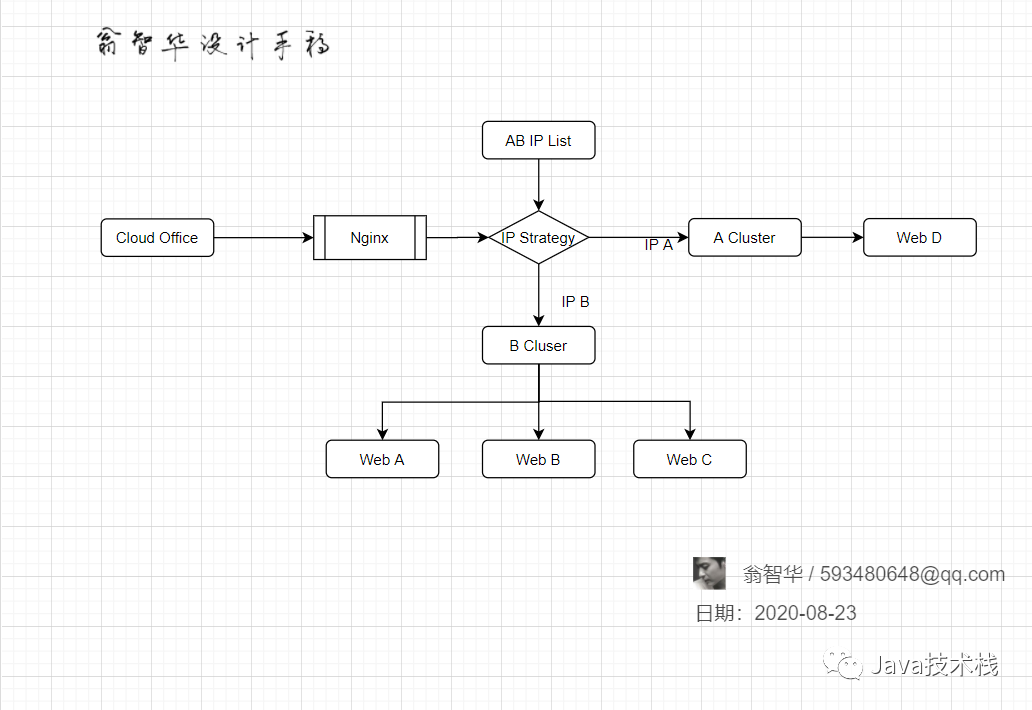 翁智华设计手稿
AB IP List
Cloud Office
Nginx
IP Strategy
IP A
A Cluster
Web D
IP B
B Cluser
Web A
Web B
Web C
翁智华 / 593480648@qq.com
日期：2020-08-23
Java技术栈